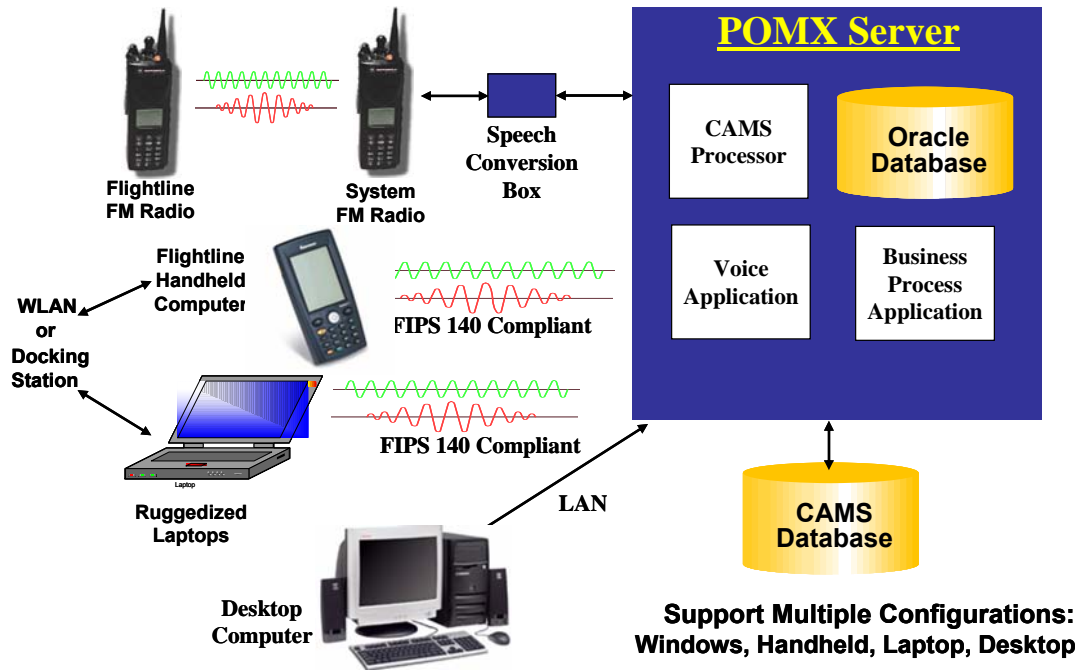 POMX Server
CAMS
Processor
Oracle
Database
Voice
Application
Business
Process
Application
Speech
Conversion
Box
Flightline
FM Radio
System
FM Radio
Flightline
Handheld
Computer
WLAN
or
Docking
Station
FIPS 140 Compliant
FIPS 140 Compliant
Laptop
Ruggedized
Laptops
LAN
CAMS
Database
Desktop
Computer
Support Multiple Configurations:
Windows, Handheld, Laptop, Desktop